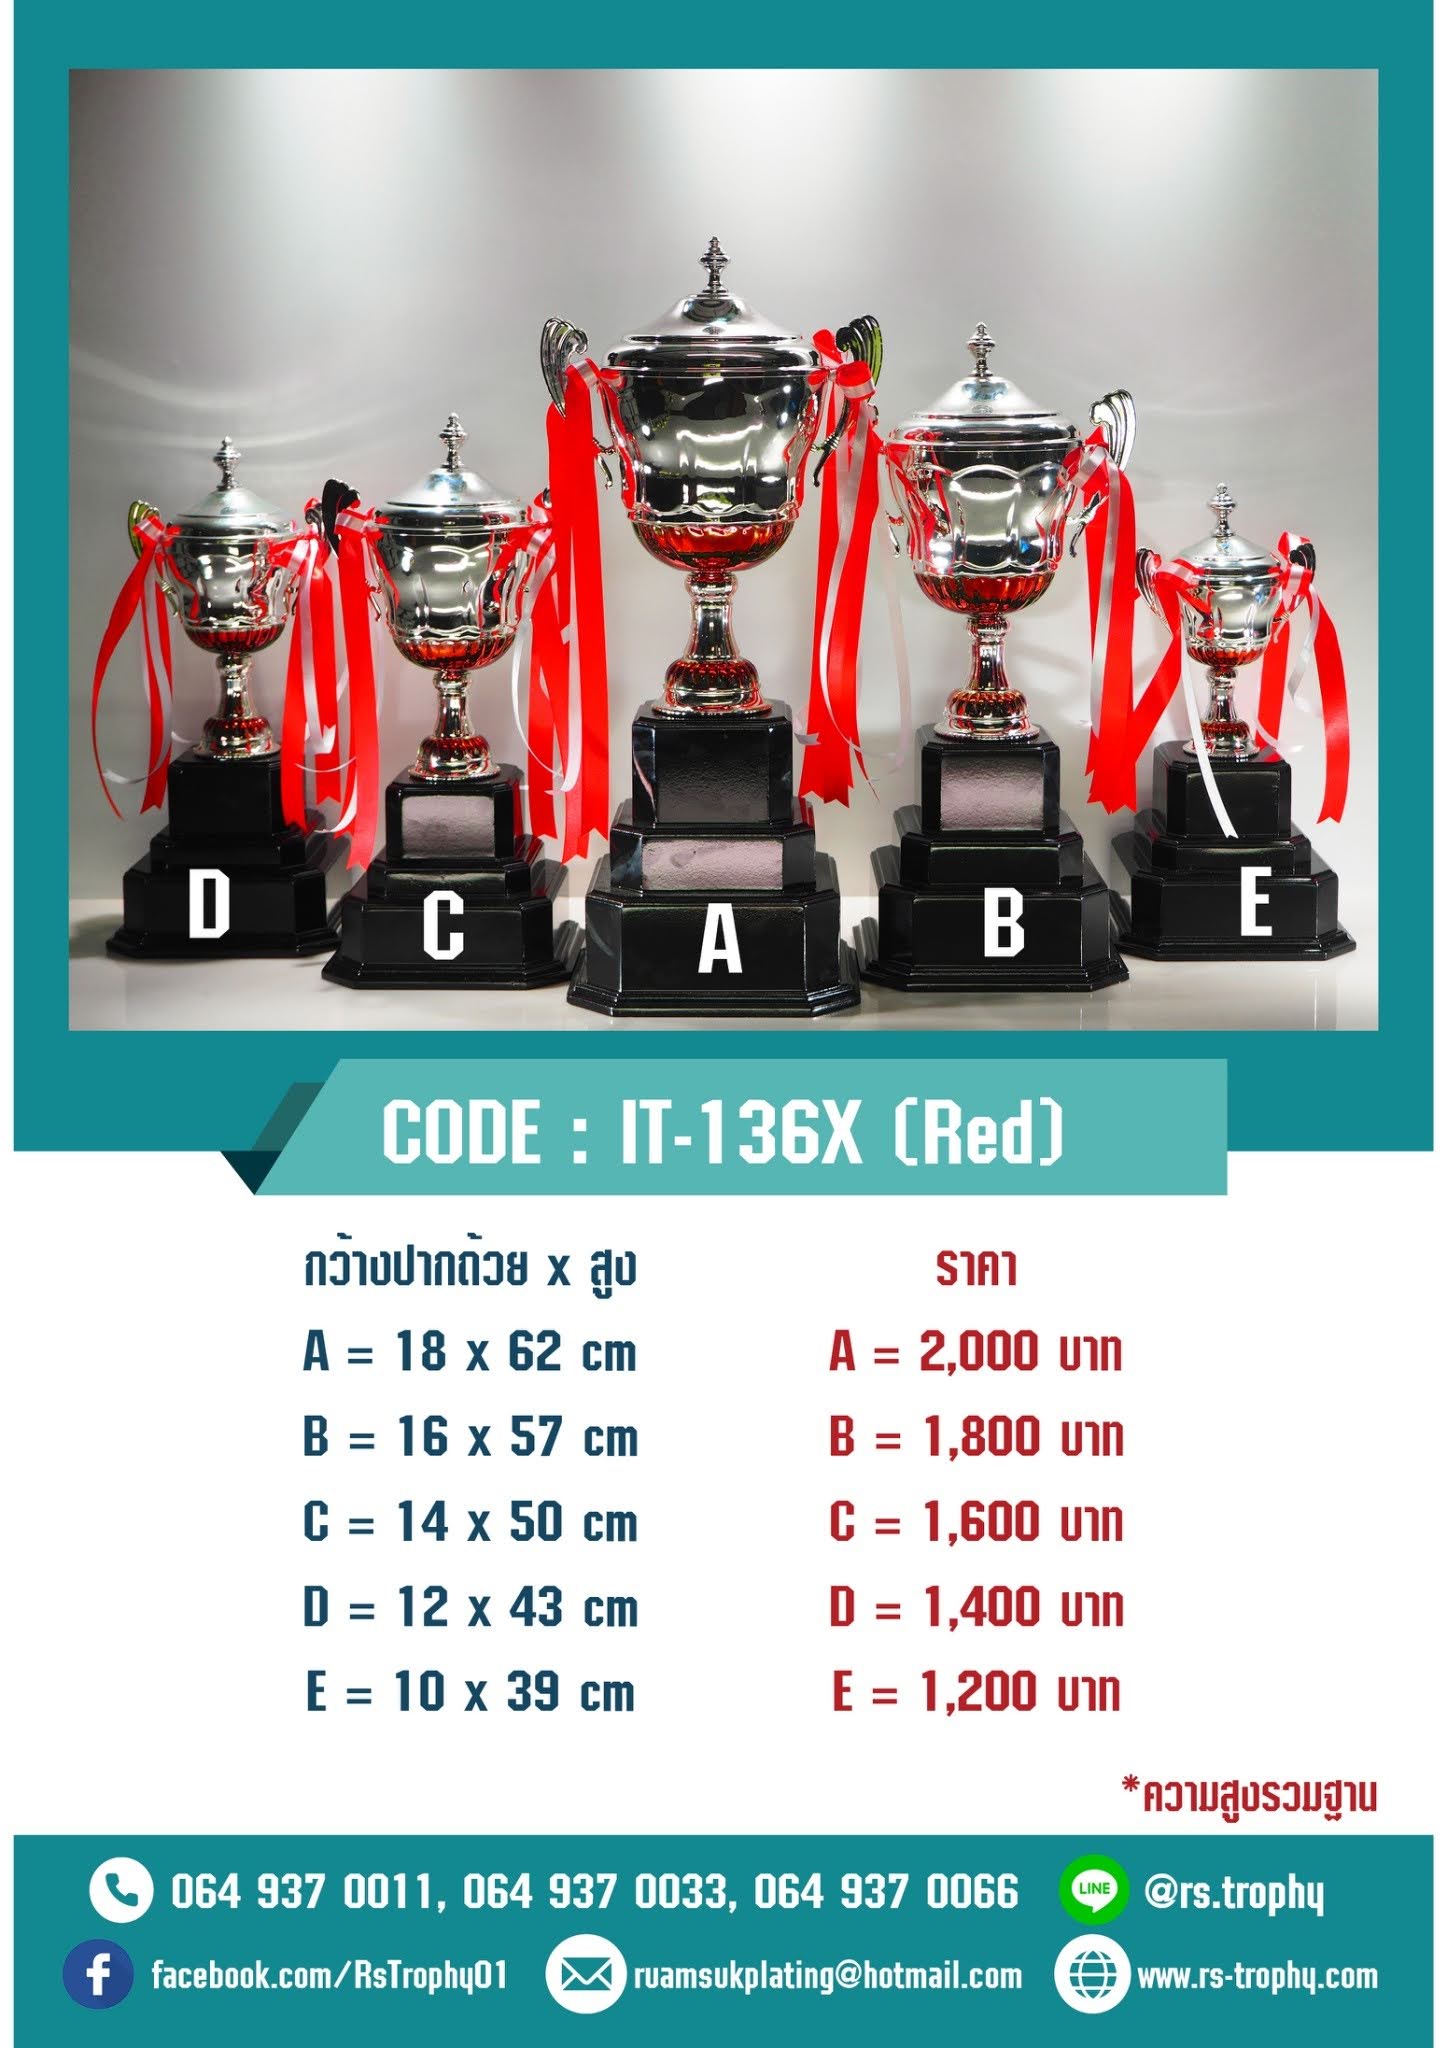 D
C
A
B
E
CODE : IT-136X (Red)
กว้างปากถ้วย x สูง
A = 18 x 62 cm
B = 16 x 57 cm
C = 14 x 50 cm
D = 12 x 43 cm
E = 10 x 39 cm
ราคา
A = 2,000 บาท
B = 1,800 บาท
C = 1,600 บาท
D = 1,400 บาท
E = 1,200 บาท
*ความสูงรวมฐาน
064 937 0011, 064 937 0033, 064 937 0066
LINE @rs.trophy
f facebook.com/RsTrophy01
ruamsukplating@hotmail.com
www.rs-trophy.com